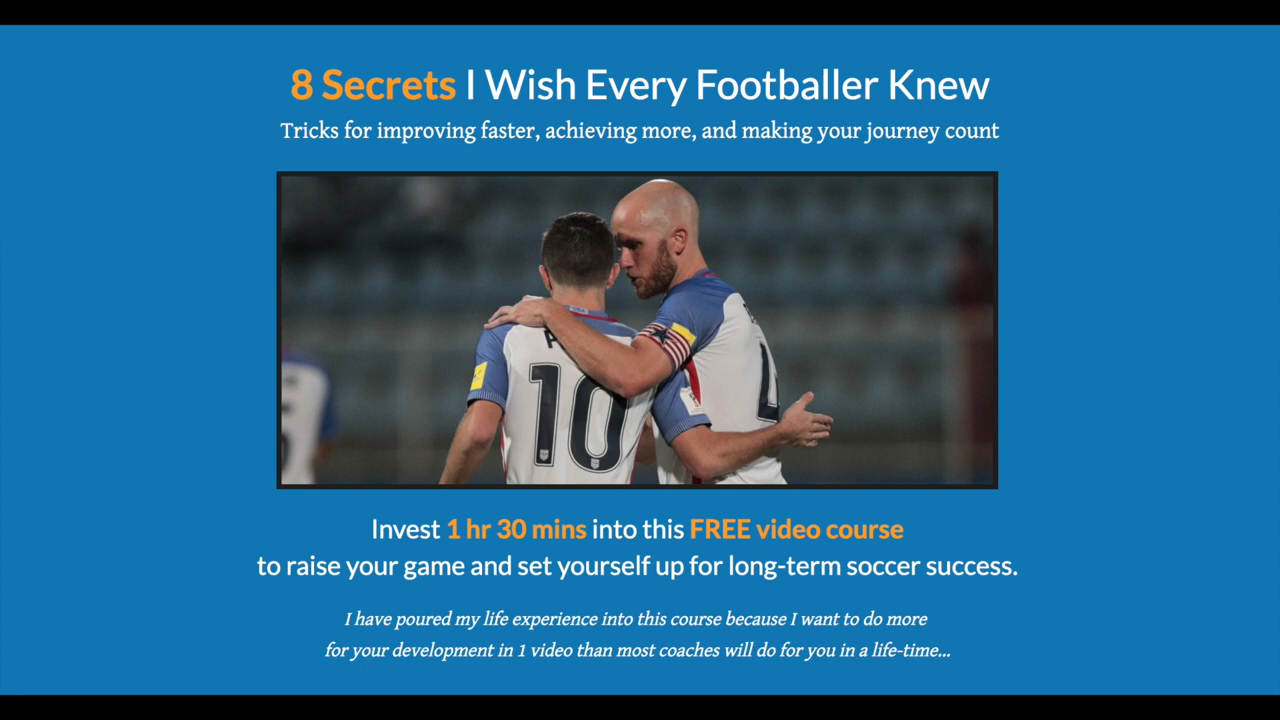 8 Secrets I Wish Every Footballer Knew
Tricks for improving faster, achieving more, and making your journey count
10
Invest 1 hr 30 mins into this FREE video course
to raise your game and set yourself up for long-term soccer success.
I have poured my life experience into this course because I want to do more
for your development in 1 video than most coaches will do for you in a life-time...